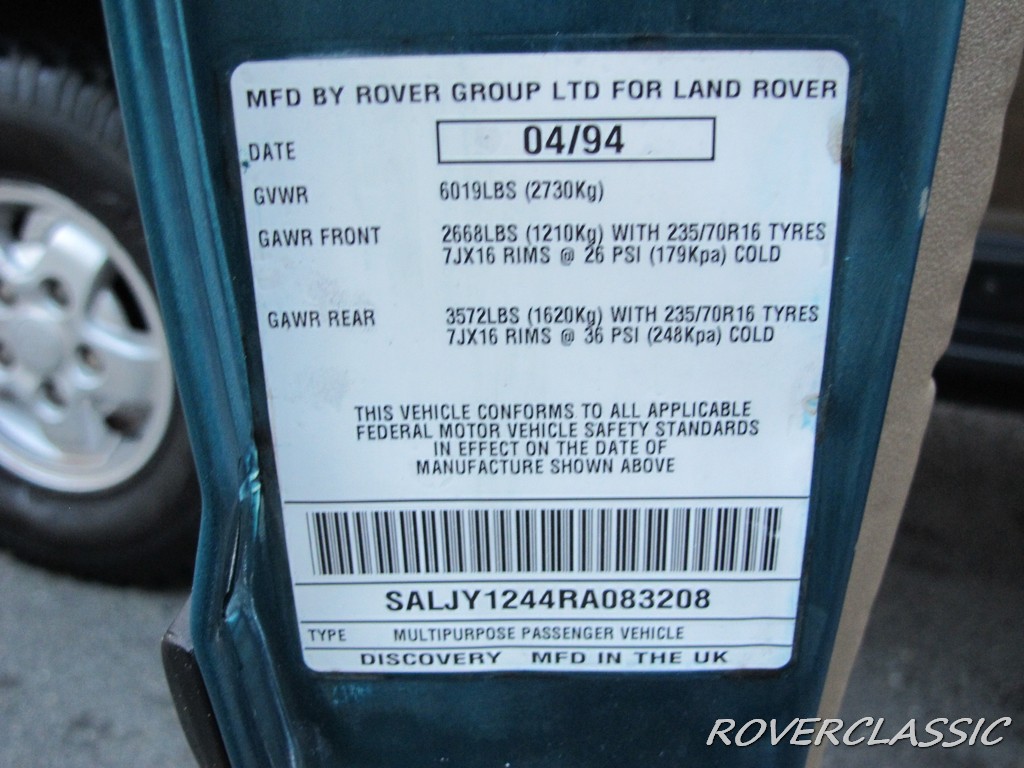 MFD BY ROVER GROUP LTD FOR LAND ROVER
DATE 04/94
GVWR 6019LBS (2730Kg)
GAWR FRONT 2668LBS (1210Kg) WITH 235/70R16 TYRES
7JX16 RIMS @ 26 PSI (179Kpa) COLD
GAWR REAR 3572LBS (1620Kg) WITH 235/70R16 TYRES
7JX16 RIMS @ 36 PSI (248Kpa) COLD
THIS VEHICLE CONFORMS TO ALL APPLICABLE
FEDERAL MOTOR VEHICLE SAFETY STANDARDS
IN EFFECT ON THE DATE OF
MANUFACTURE SHOWN ABOVE
SALJY1244RA083208
TYPE MULTIPURPOSE PASSENGER VEHICLE
DISCOVERY MFD IN THE UK
ROVERCLASSIC